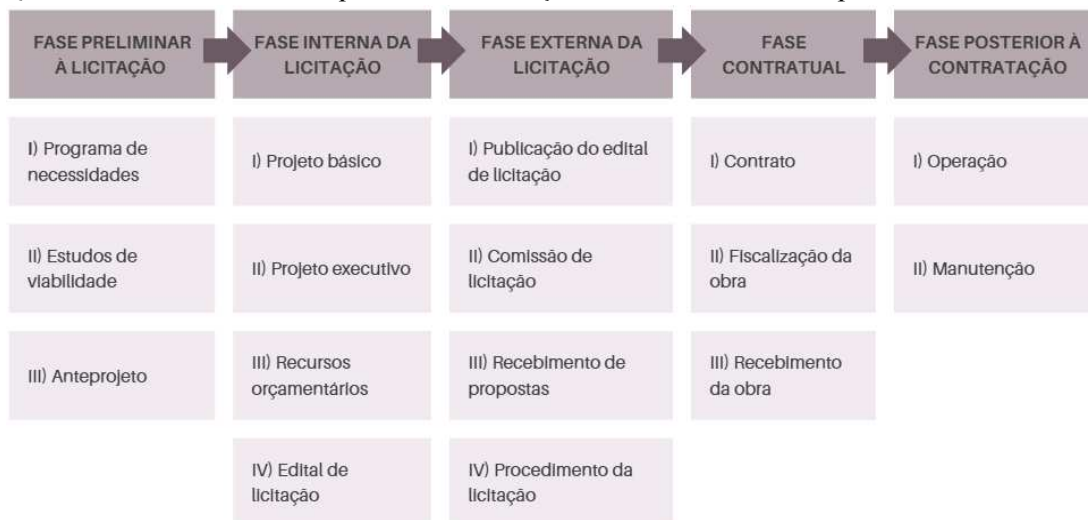 FASE PRELIMINAR
À LICITAÇÃO
FASE INTERNA DA
LICITAÇÃO
FASE EXTERNA DA
LICITAÇÃO
FASE
CONTRATUAL
FASE POSTERIOR À
CONTRATAÇÃO
I) Programa de
necessidades
II) Estudos de
viabilidade
III) Anteprojeto
I) Projeto básico
II) Projeto executivo
III) Recursos
orçamentários
IV) Edital de
licitação
I) Publicação do edital
de licitação
II) Comissão de
licitação
III) Recebimento de
propostas
IV) Procedimento da
licitação
I) Contrato
II) Fiscalização da
obra
III) Recebimento
da obra
I) Operação
II) Manutenção